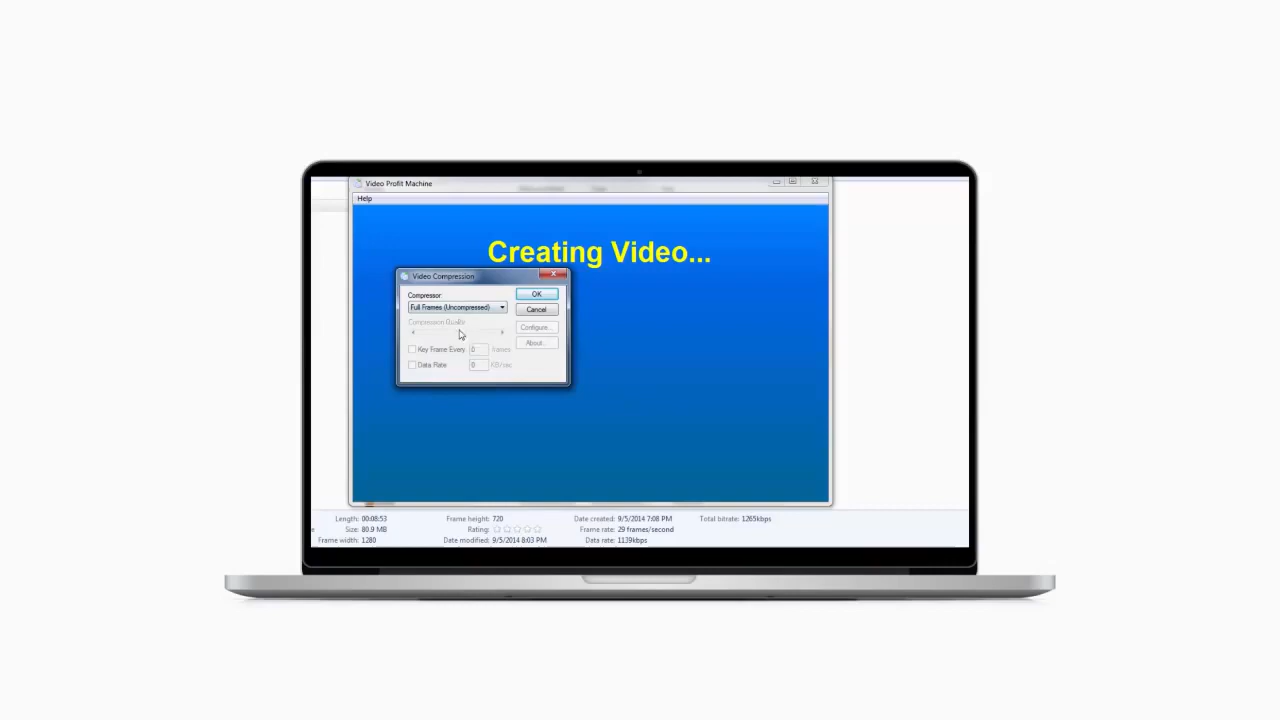 Video Profit Machine
Help
Creating Video...
Video Compression
Compressor
Full Frames (Uncompressed)
OK
Cancel
Compression Quality
Configure...
Key Frame Every 0 frames
About...
Data Rate 0 KB/sec
Length: 00:08:53 Frame height: 720 Date created: 9/5/2014 7:08 PM Total bitrate: 1265kbps
Size: 80.9 MB Rating: Frame rate: 29 frames/second
Frame width: 1280 Date modified: 9/5/2014 8:03 PM Data rate: 1139kbps